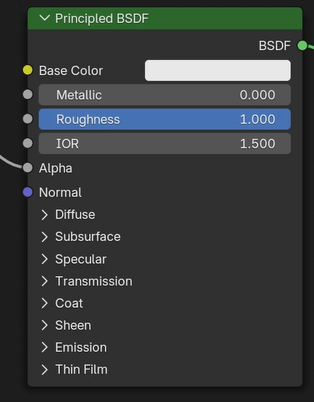 Principled BSDF
BSDF
Base Color
Metallic 0.000
Roughness 1.000
IOR 1.500
Alpha
Normal
Diffuse
Subsurface
Specular
Transmission
Coat
Sheen
Emission
Thin Film